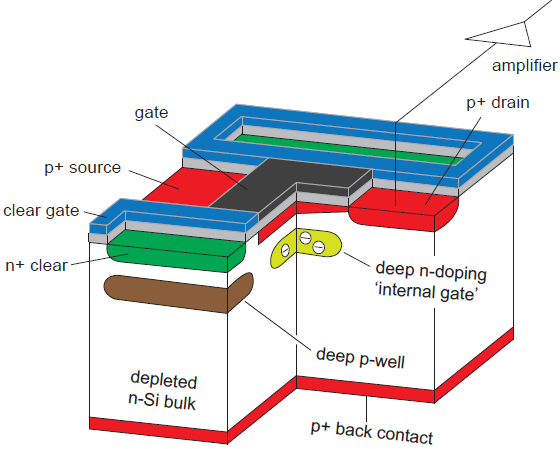 amplifier
p+ drain
gate
p+ source
clear gate
n+ clear
deep n-doping
‘internal gate’
deep p-well
depleted
n-Si bulk
p+ back contact